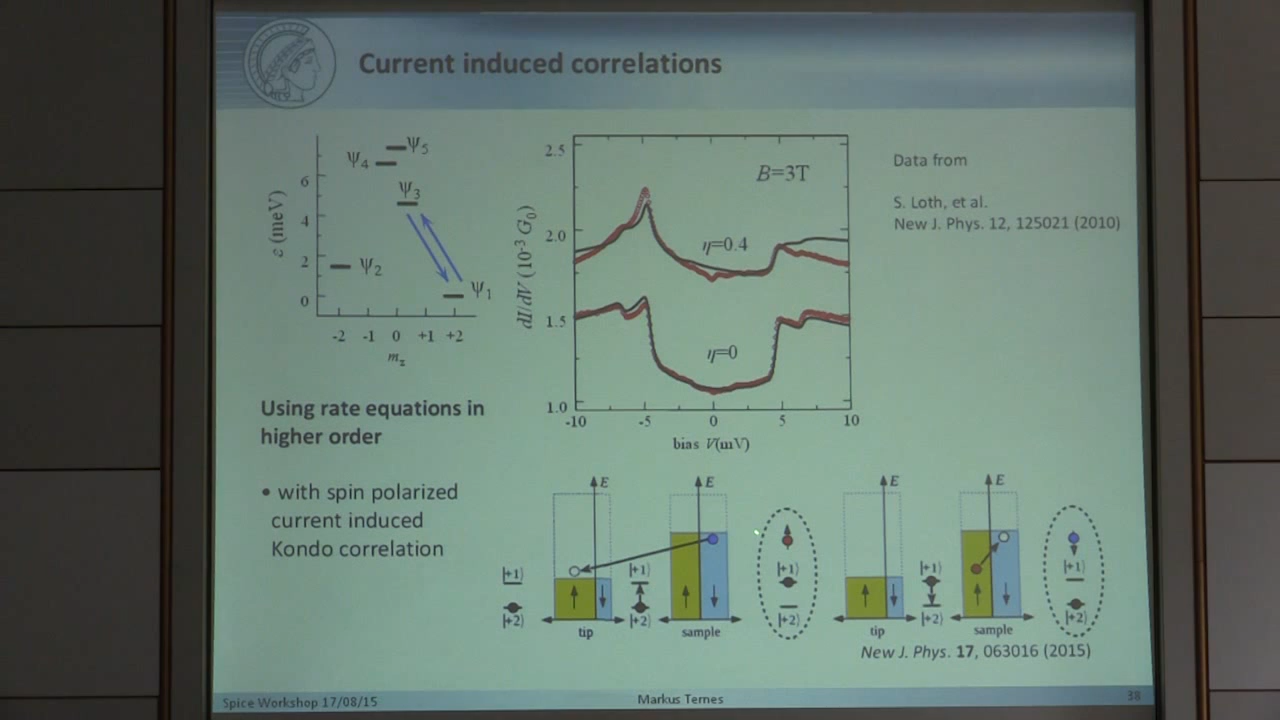 Current induced correlations
Ψ5
Ψ4
Ψ3
Ψ2
Ψ1
ε (meV)
6
4
2
0
-2 -1 0 +1 +2
mz
dI/dV (10-3 G0)
2.5
2.0
1.5
1.0
B=3T
η=0.4
η=0
-10 -5 0 5 10
bias V(mV)
Data from
S. Loth, et al.
New J. Phys. 12, 125021 (2010)
Using rate equations in
higher order
• with spin polarized
current induced
Kondo correlation
E E E E
|+1⟩ |+1⟩ |+1⟩ |+1⟩ |+1⟩
|+2⟩ |+2⟩ |+2⟩ |+2⟩ |+2⟩
tip sample tip sample
New J. Phys. 17, 063016 (2015)
Spice Workshop 17/08/15 Markus Ternes 38